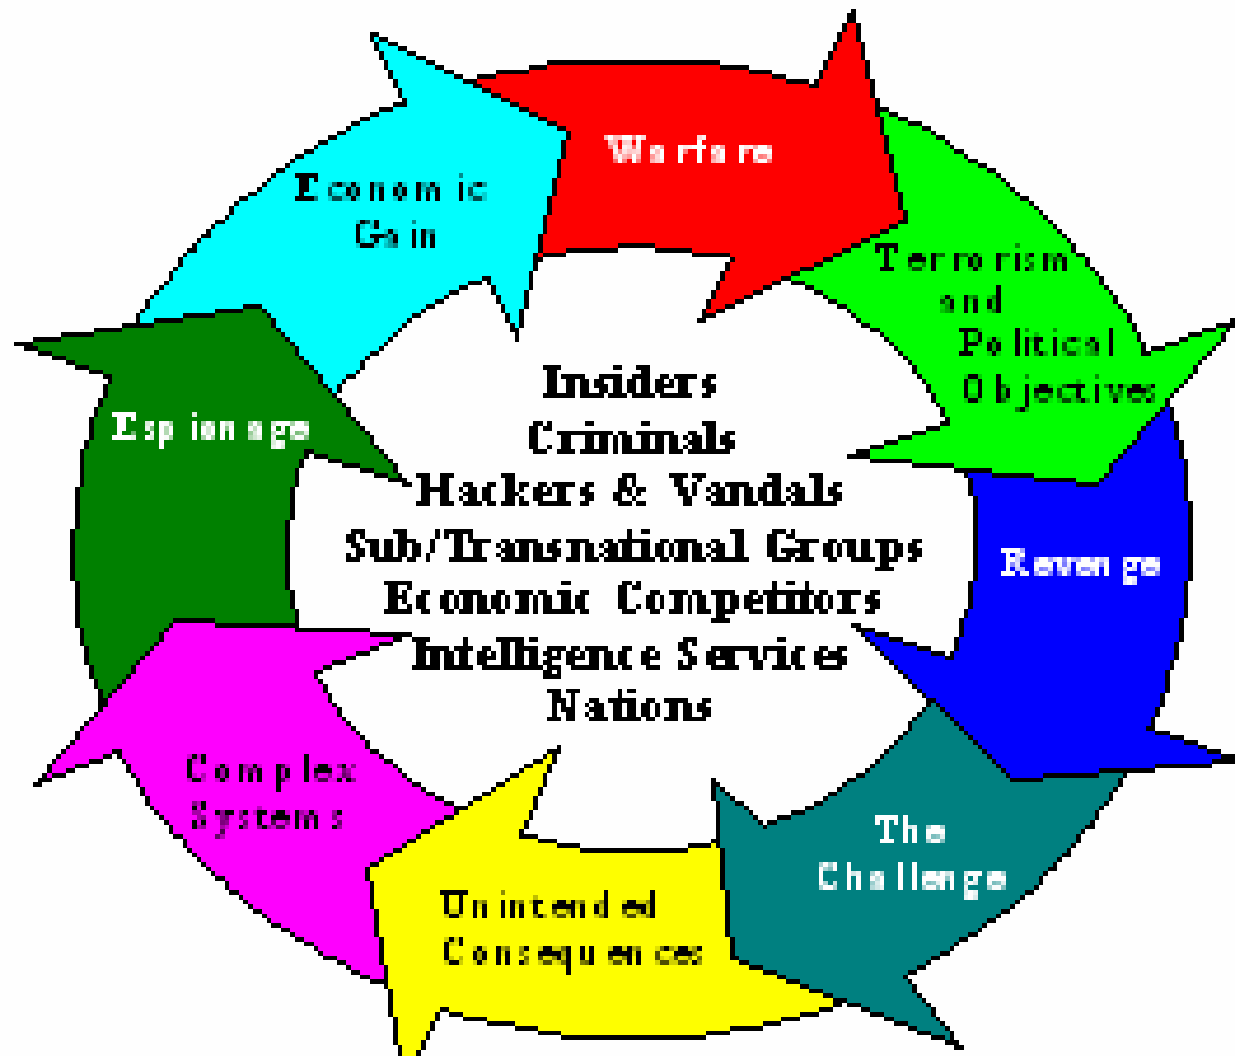 Warfare
Economic
Gain
Terrorism
and
Political
Objectives
Espionage
Insiders
Criminals
Hackers & Vandals
Sub/Transnational Groups
Economic Competitors
Intelligence Services
Nations
Revenge
Complex
Systems
The
Challenge
Unintended
Consequences